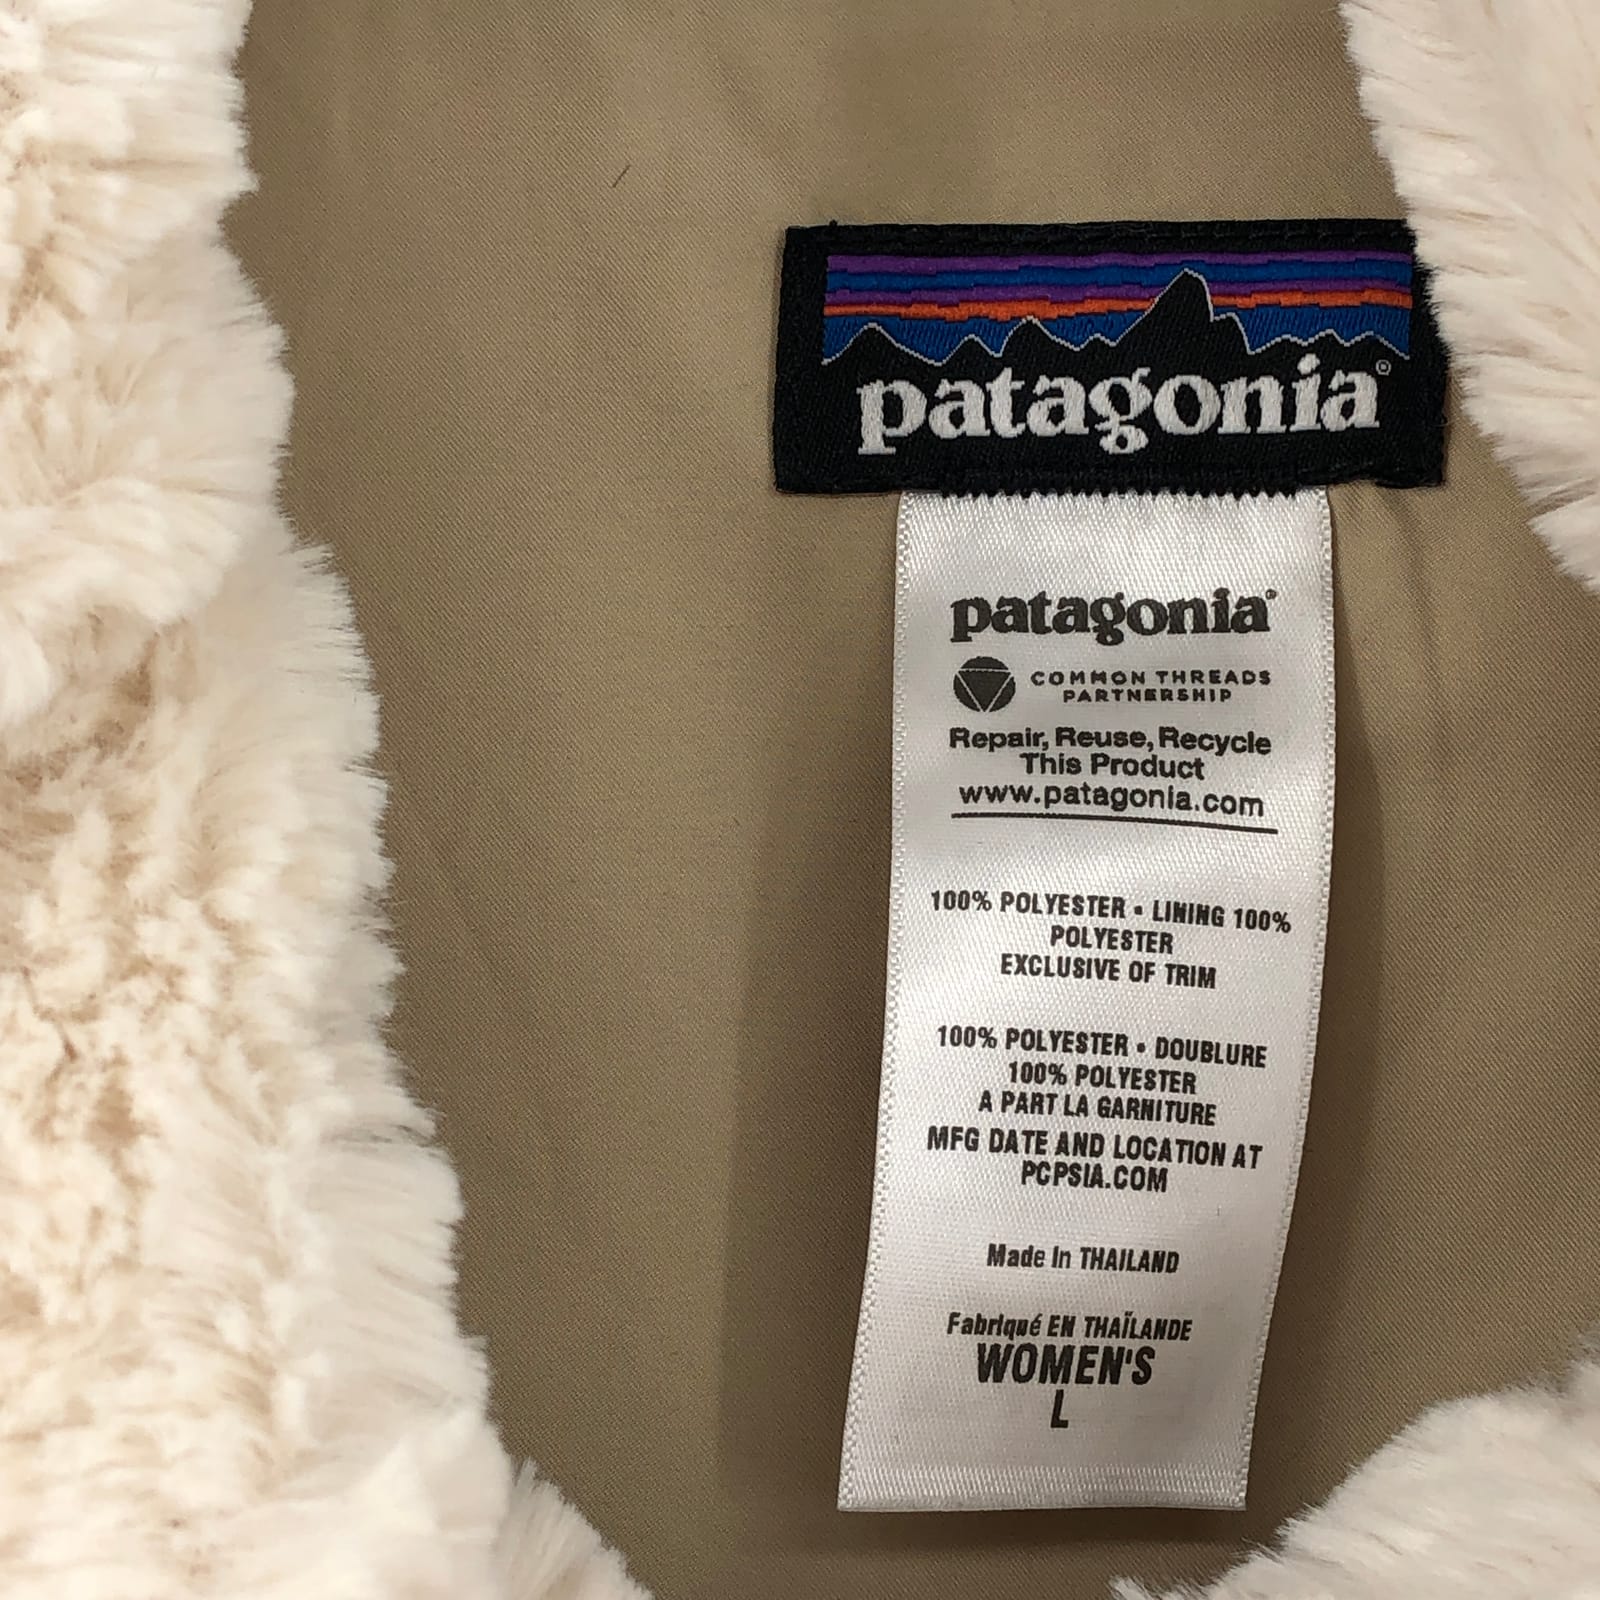 patagonia®
patagonia®
COMMON THREADS
PARTNERSHIP
Repair, Reuse, Recycle
This Product
www.patagonia.com
100% POLYESTER • LINING 100%
POLYESTER
EXCLUSIVE OF TRIM
100% POLYESTER • DOUBLURE
100% POLYESTER
A PART LA GARNITURE
MFG DATE AND LOCATION AT
PCPSIA.COM
Made In THAILAND
Fabriqué EN THAÏLANDE
WOMEN'S
L